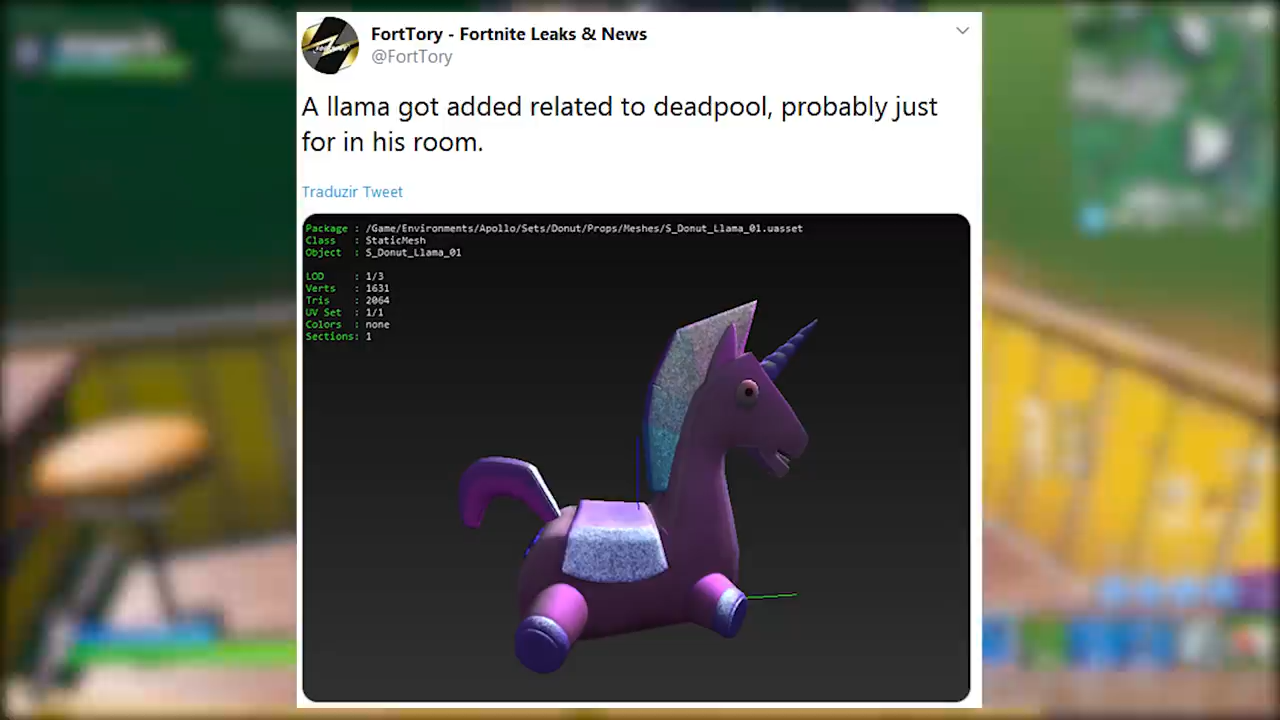 FortTory - Fortnite Leaks & News
@FortTory
A llama got added related to deadpool, probably just
for in his room.
Traduzir Tweet
Package : /Game/Environments/Apollo/Sets/Donut/Props/Meshes/S_Donut_Llama_01.uasset
Class : StaticMesh
Object : S_Donut_Llama_01
LOD : 1/3
Verts : 1631
Tris : 2064
UV Set : 1/1
Colors : none
Sections: 1